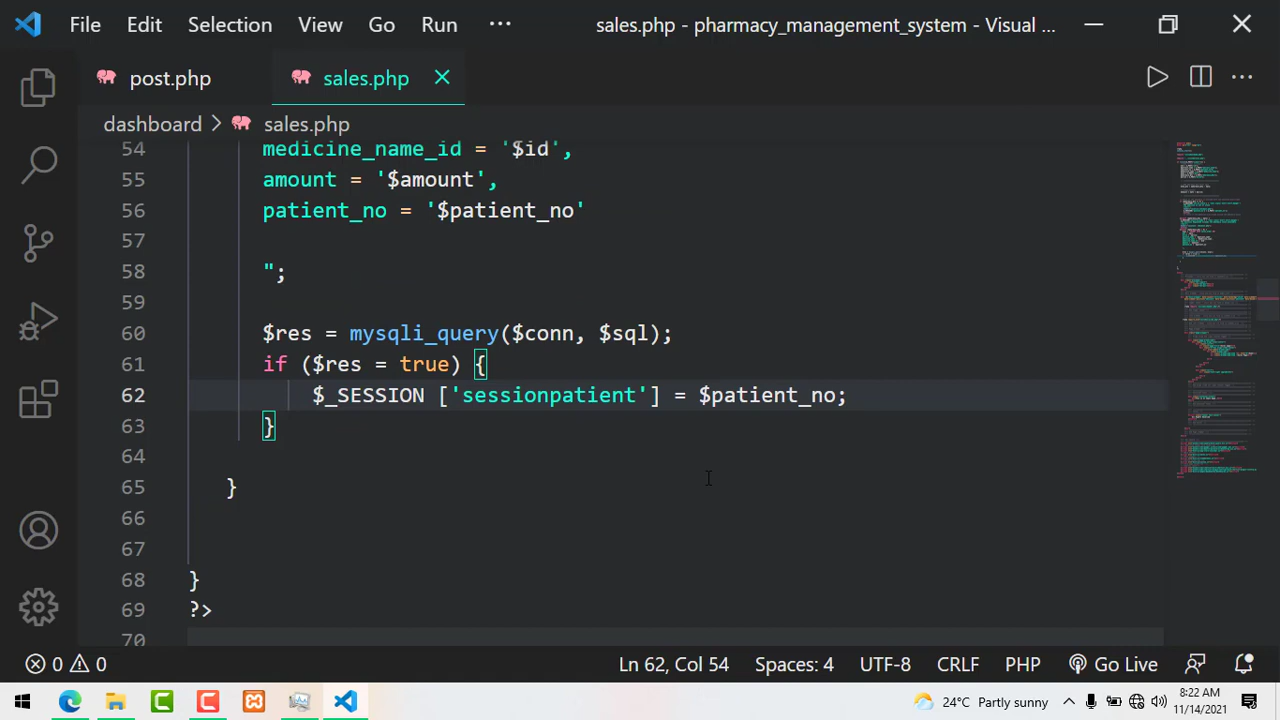 File Edit Selection View Go Run ··· sales.php - pharmacy_management_system - Visual ...
post.php sales.php
dashboard > sales.php
54 medicine_name_id = '$id',
55 amount = '$amount',
56 patient_no = '$patient_no'
57
58 ";
59
60 $res = mysqli_query($conn, $sql);
61 if ($res = true) {
62 $_SESSION ['sessionpatient'] = $patient_no;
63 }
64
65 }
66
67
68 }
69 ?>
70
0 0 Ln 62, Col 54 Spaces: 4 UTF-8 CRLF PHP Go Live
24°C Partly sunny 8:22 AM
11/14/2021